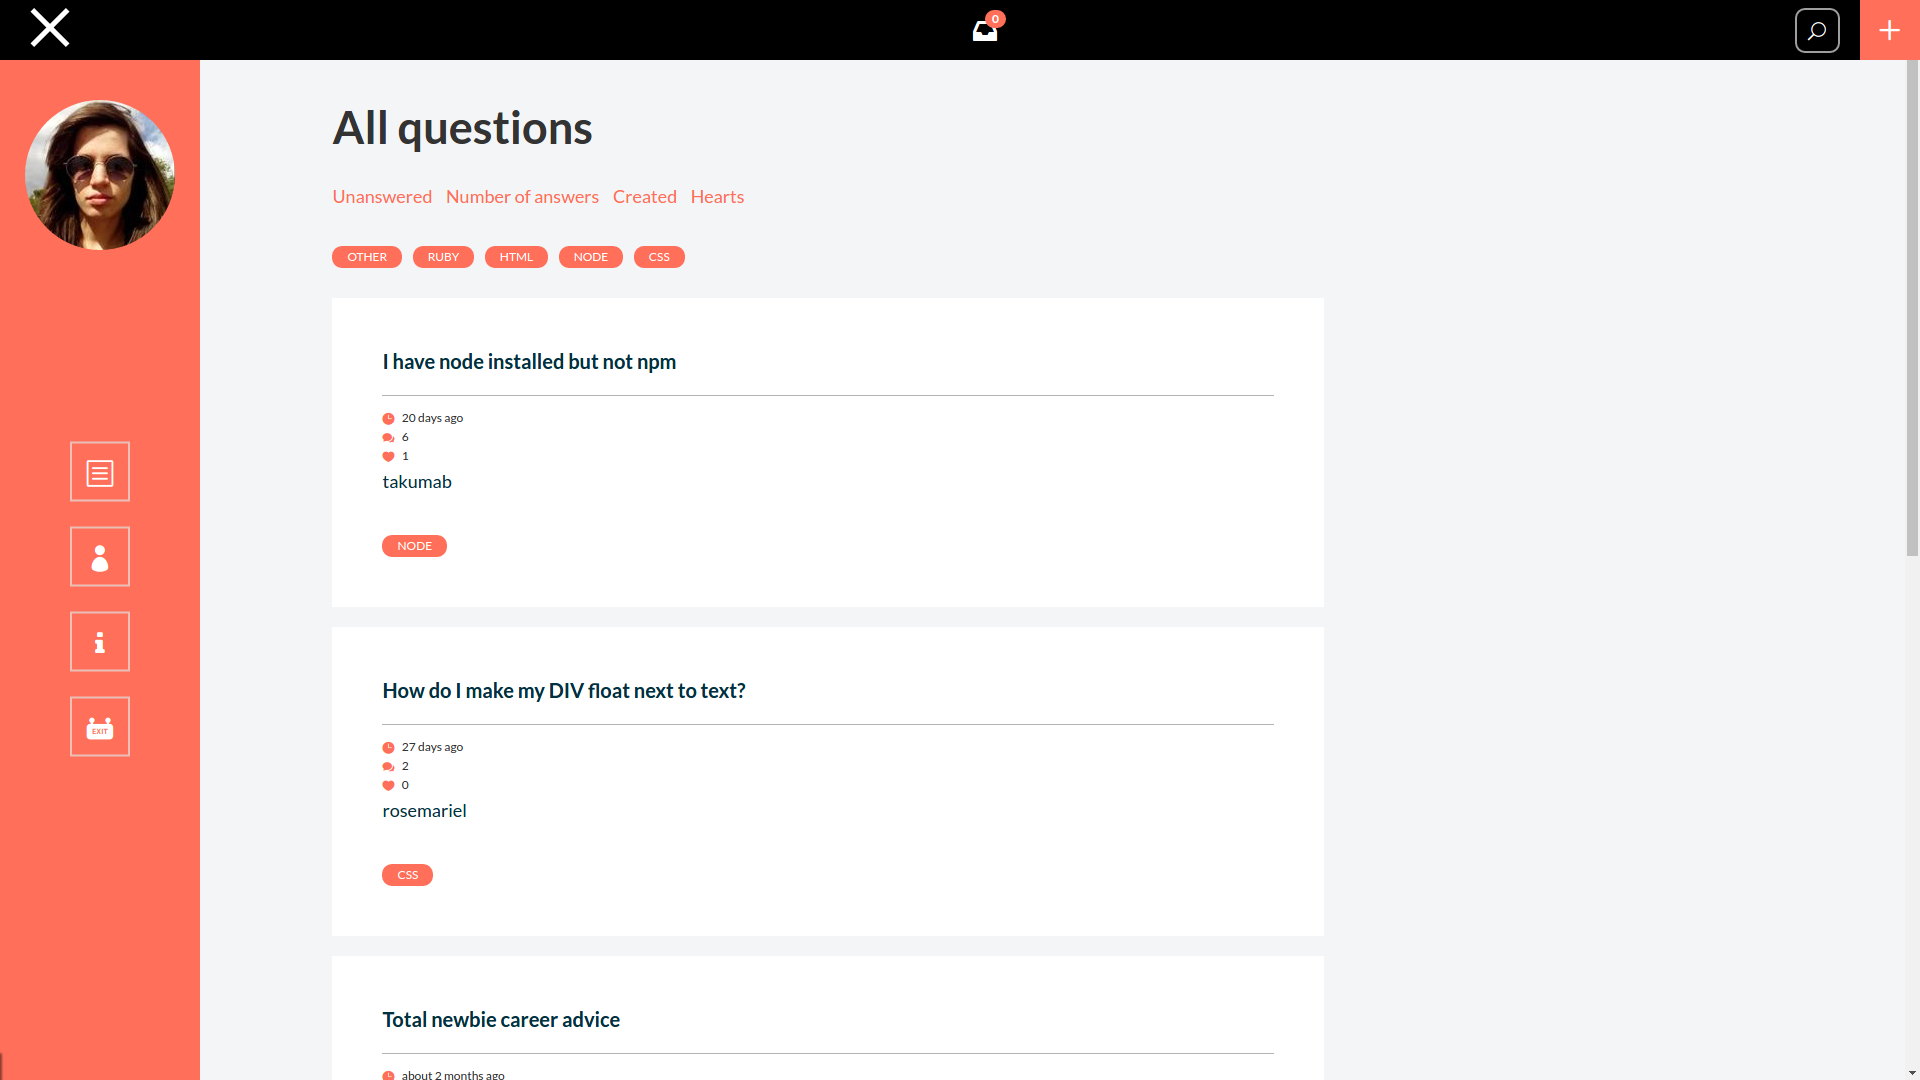 0
All questions
Unanswered Number of answers Created Hearts
OTHER RUBY HTML NODE CSS
I have node installed but not npm
20 days ago
6
1
takumab
NODE
EXIT
How do I make my DIV float next to text?
27 days ago
2
0
rosemariel
CSS
Total newbie career advice
about 2 months ago